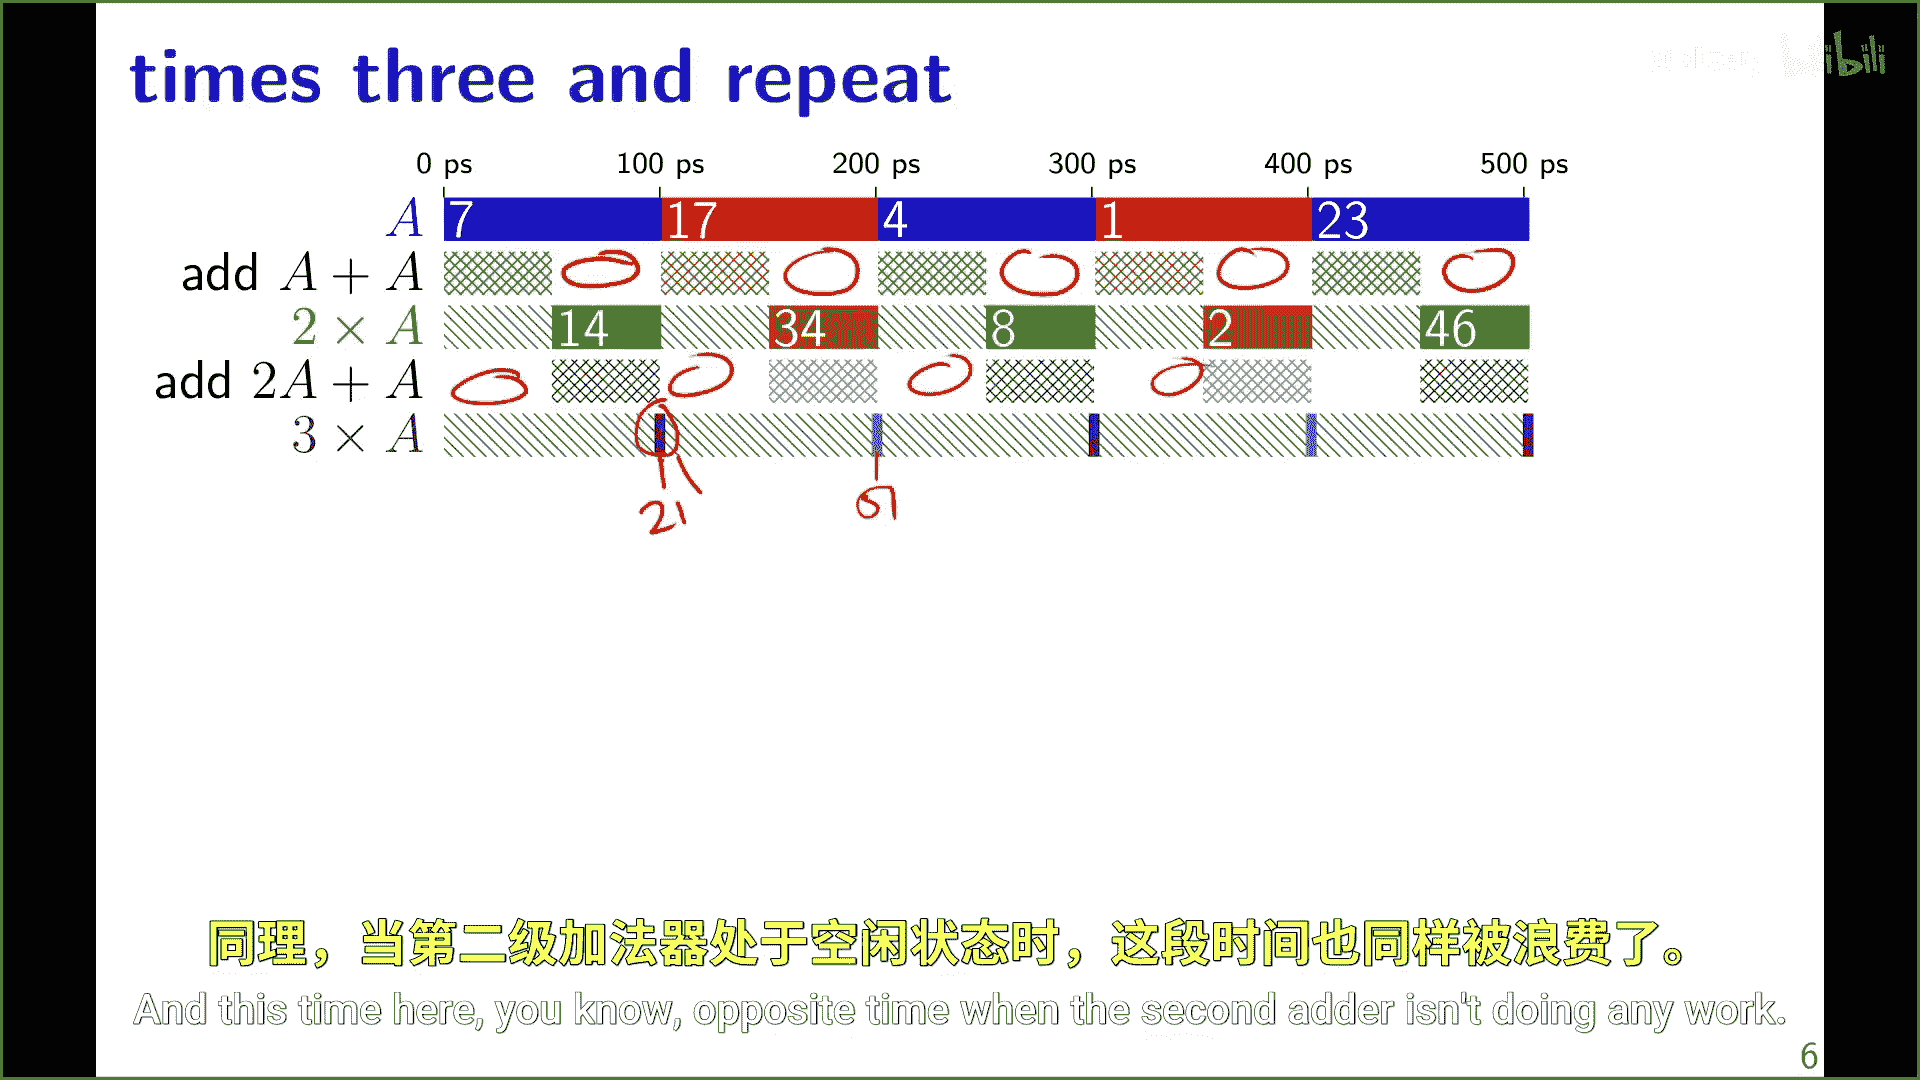 times three and repeat
bilibili
0 ps 100 ps 200 ps 300 ps 400 ps 500 ps
A 7 17 4 1 23
add A + A
2 × A 14 34 8 2 46
add 2A + A
3 × A
21 51
同理，当第二级加法器处于空闲状态时，这段时间也同样被浪费了。
And this time here, you know, opposite time when the second adder isn't doing any work.
6